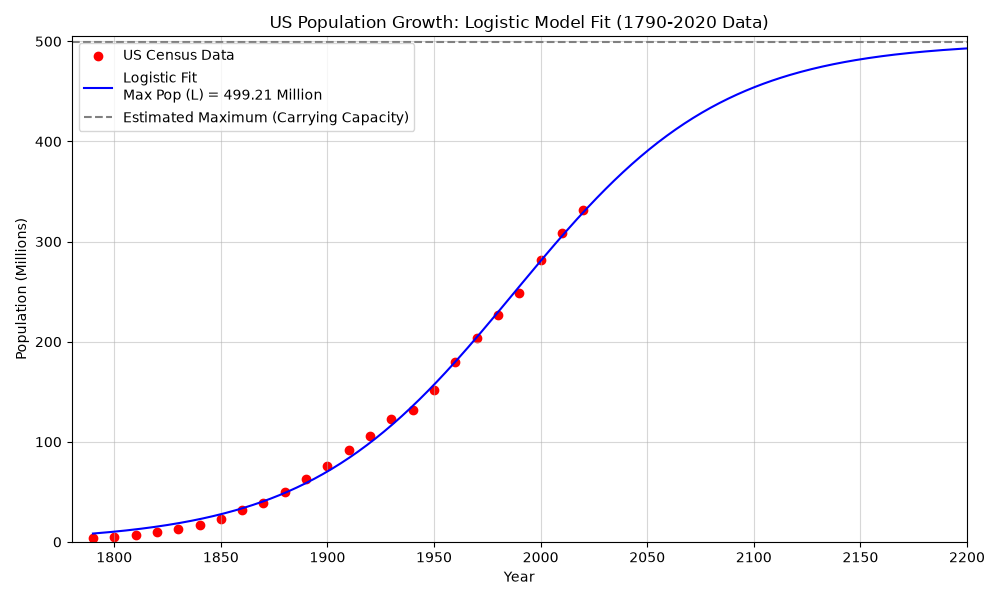 US Population Growth: Logistic Model Fit (1790-2020 Data)
US Census Data
Logistic Fit
Max Pop (L) = 499.21 Million
Estimated Maximum (Carrying Capacity)
Population (Millions)
500
400
300
200
100
0
1800 1850 1900 1950 2000 2050 2100 2150 2200
Year